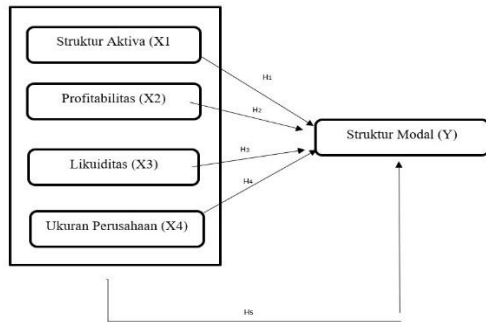 Struktur Aktiva (X1
H1
Profitabilitas (X2)
H2
Struktur Modal (Y)
Likuiditas (X3)
H3
H4
Ukuran Perusahaan (X4)
H5